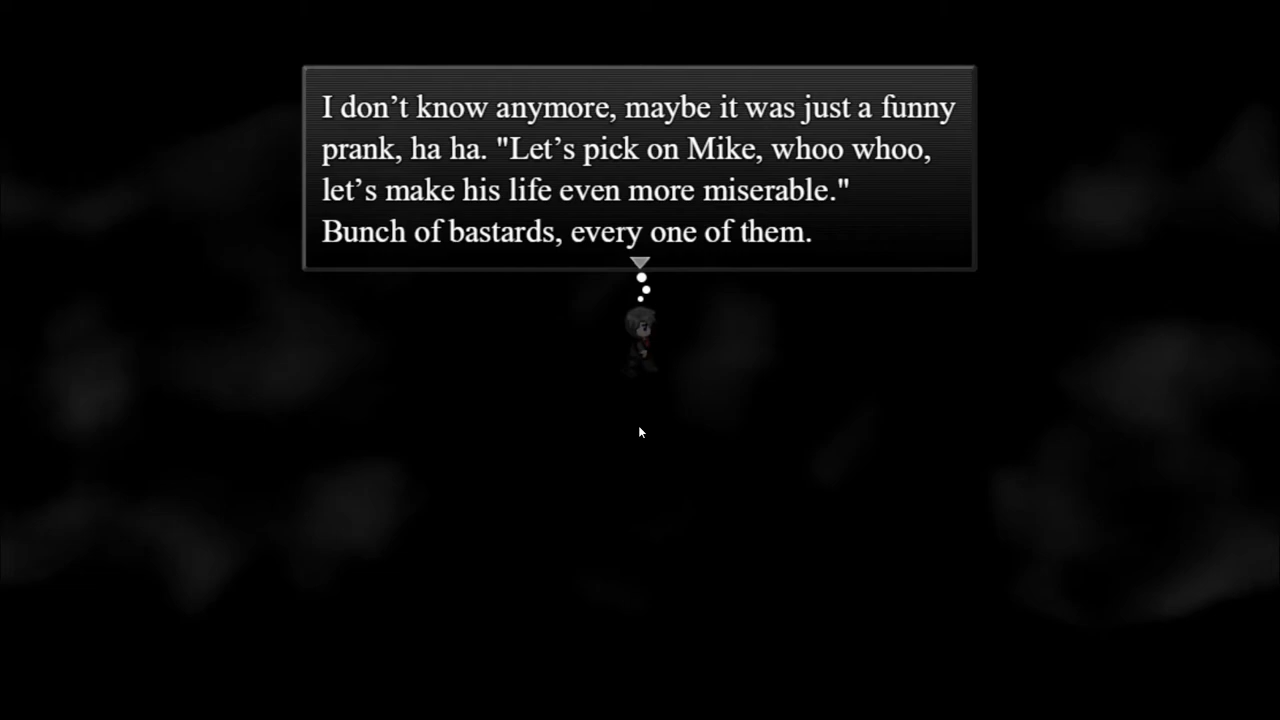 I don’t know anymore, maybe it was just a funny
prank, ha ha. "Let’s pick on Mike, whoo whoo,
let’s make his life even more miserable."
Bunch of bastards, every one of them.